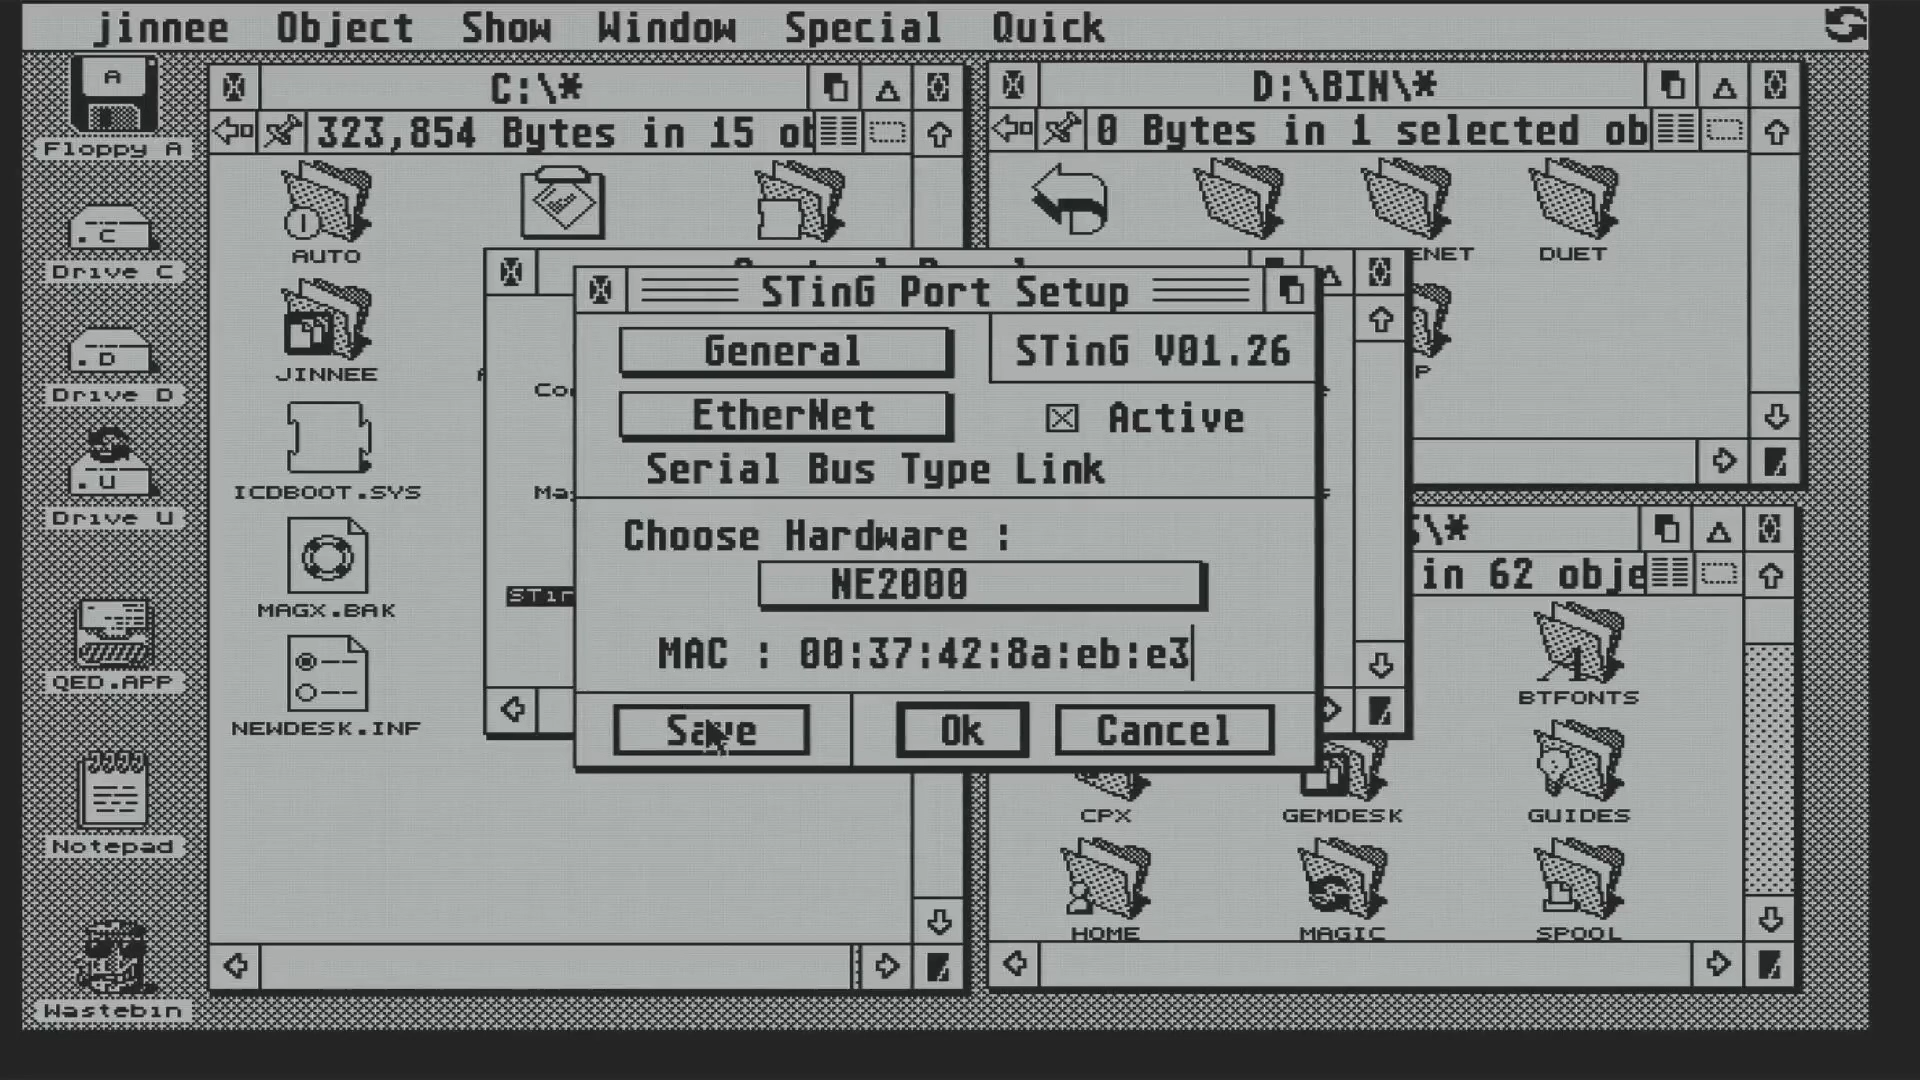 jinnee Object Show Window Special Quick
A
Floppy A
.C
Drive C
.D
Drive D
.U
Drive U
QED.APP
Notepad
Wastebin
C:\*
323,854 Bytes in 15 ob
AUTO
JINNEE
ICDBOOT.SYS
MAGX.BAK
NEWDESK.INF
D:\BIN\*
0 Bytes in 1 selected ob
ENET
DUET
P
STinG Port Setup
General
STinG V01.26
EtherNet
Active
Serial Bus Type Link
Choose Hardware :
NE2000
MAC : 00:37:42:8a:eb:e3
Save
Ok
Cancel
\*
in 62 obje
BTFONTS
CPX
GEMDESK
GUIDES
HOME
MAGIC
SPOOL